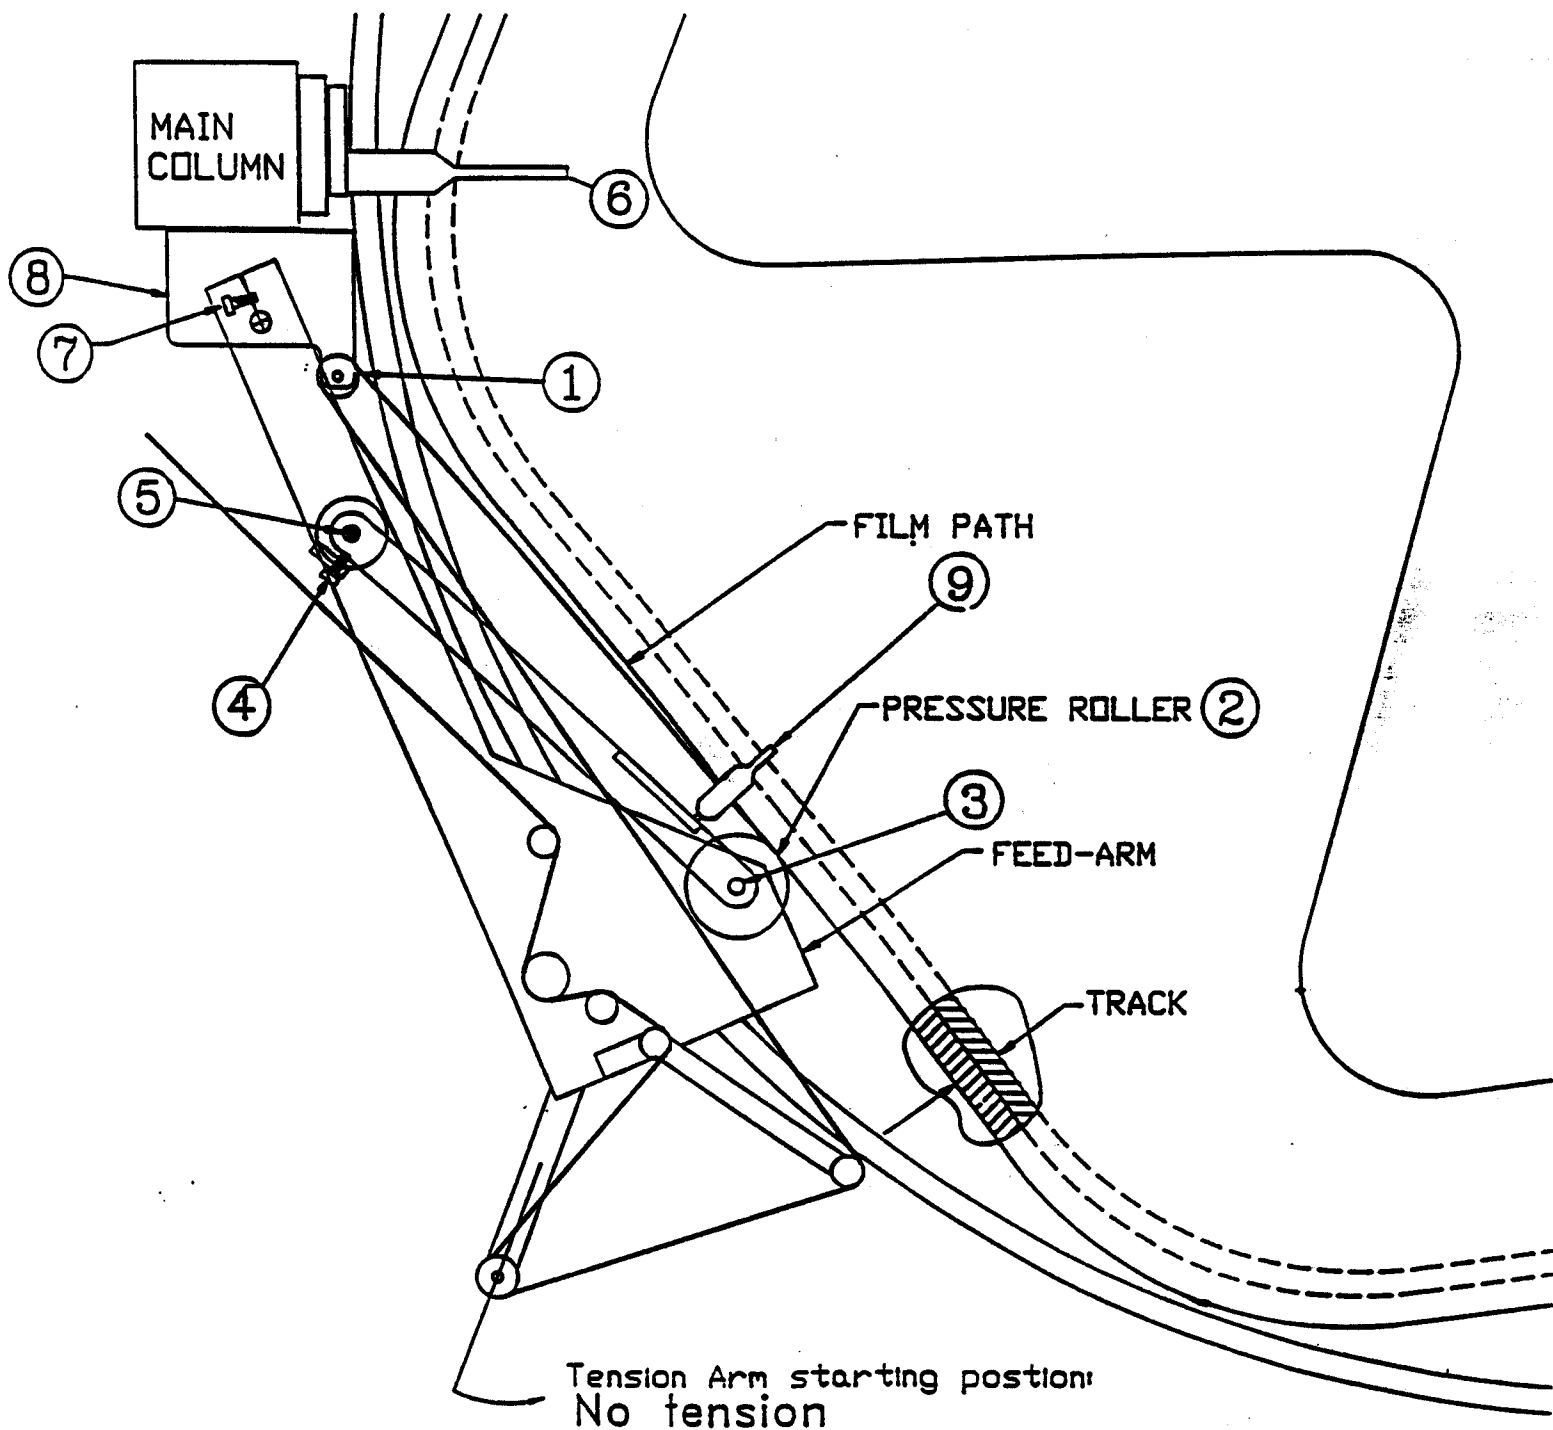 MAIN
COLUMN
6
8
7
1
5
FILM PATH
9
4
PRESSURE ROLLER 2
3
FEED-ARM
TRACK
Tension Arm starting postion:
No tension